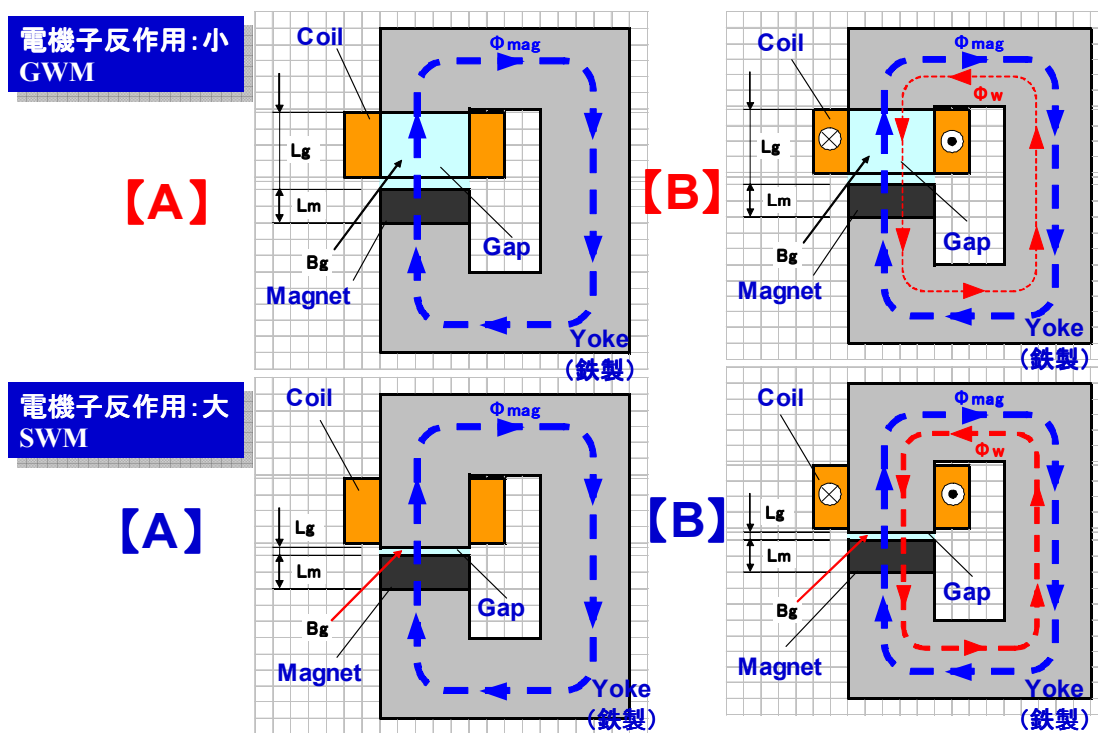 電機子反作用:小
GWM
【A】
Coil
Φmag
Lg
Lm
Bg
Gap
Magnet
Yoke
(鉄製)
【B】
Coil
Φmag
Φw
Lg
Lm
Bg
Gap
Magnet
Yoke
(鉄製)
電機子反作用:大
SWM
【A】
Coil
Φmag
Lg
Lm
Bg
Gap
Magnet
Yoke
(鉄製)
【B】
Coil
Φmag
Φw
Lg
Lm
Bg
Gap
Magnet
Yoke
(鉄製)